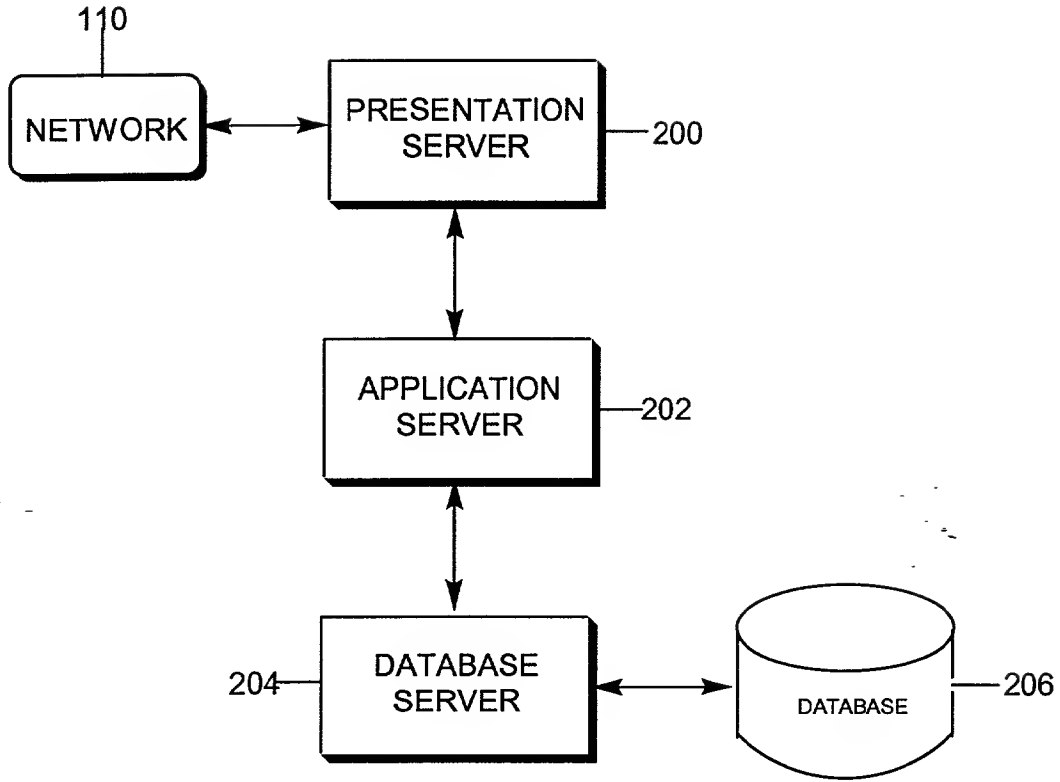 110
NETWORK
PRESENTATION
SERVER
200
APPLICATION
SERVER
202
204
DATABASE
SERVER
DATABASE
206